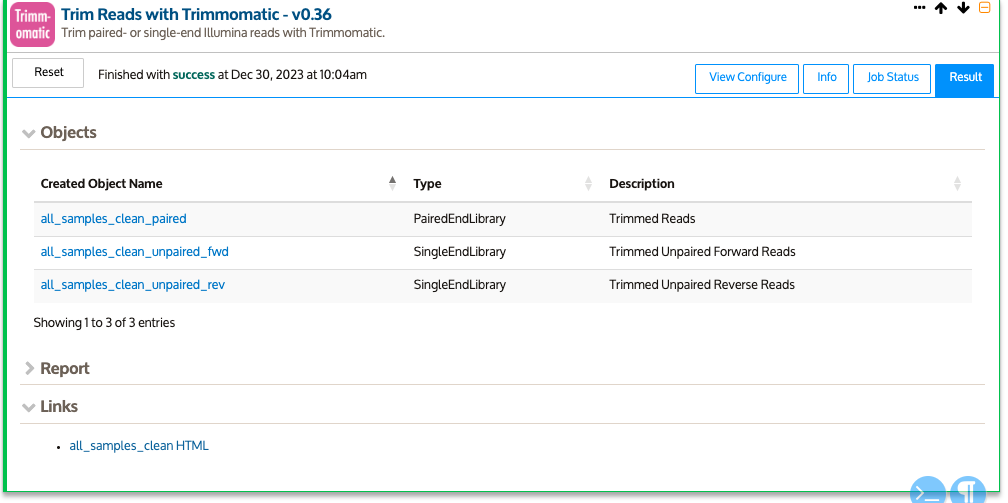 Trimm-
omatic
Trim Reads with Trimmomatic - v0.36
Trim paired- or single-end Illumina reads with Trimmomatic.
Reset
Finished with success at Dec 30, 2023 at 10:04am
View Configure
Info
Job Status
Result
Objects
Created Object Name Type Description
all_samples_clean_paired PairedEndLibrary Trimmed Reads
all_samples_clean_unpaired_fwd SingleEndLibrary Trimmed Unpaired Forward Reads
all_samples_clean_unpaired_rev SingleEndLibrary Trimmed Unpaired Reverse Reads
Showing 1 to 3 of 3 entries
Report
Links
• all_samples_clean HTML